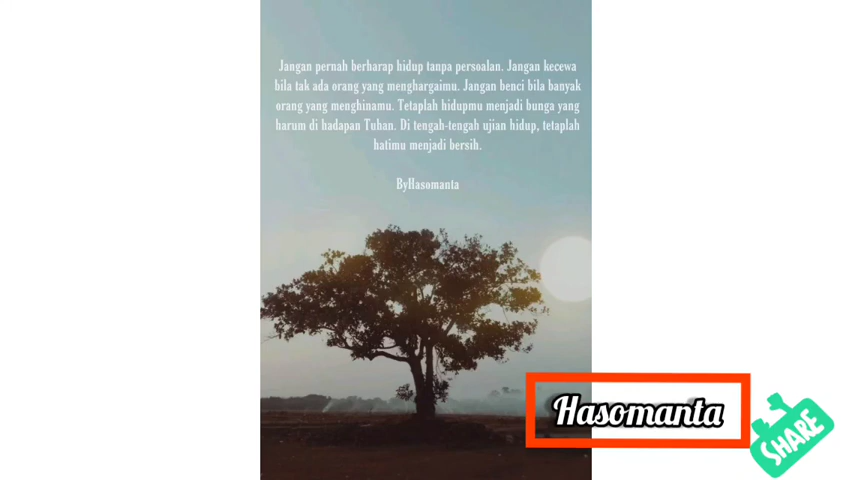 Jangan pernah berharap hidup tanpa persoalan. Jangan kecewa
bila tak ada orang yang menghargaimu. Jangan benci bila banyak
orang yang menghinamu. Tetaplah hidupmu menjadi bunga yang
harum di hadapan Tuhan. Di tengah-tengah ujian hidup, tetaplah
hatimu menjadi bersih.
ByHasomanta
Hasomanta
SHARE